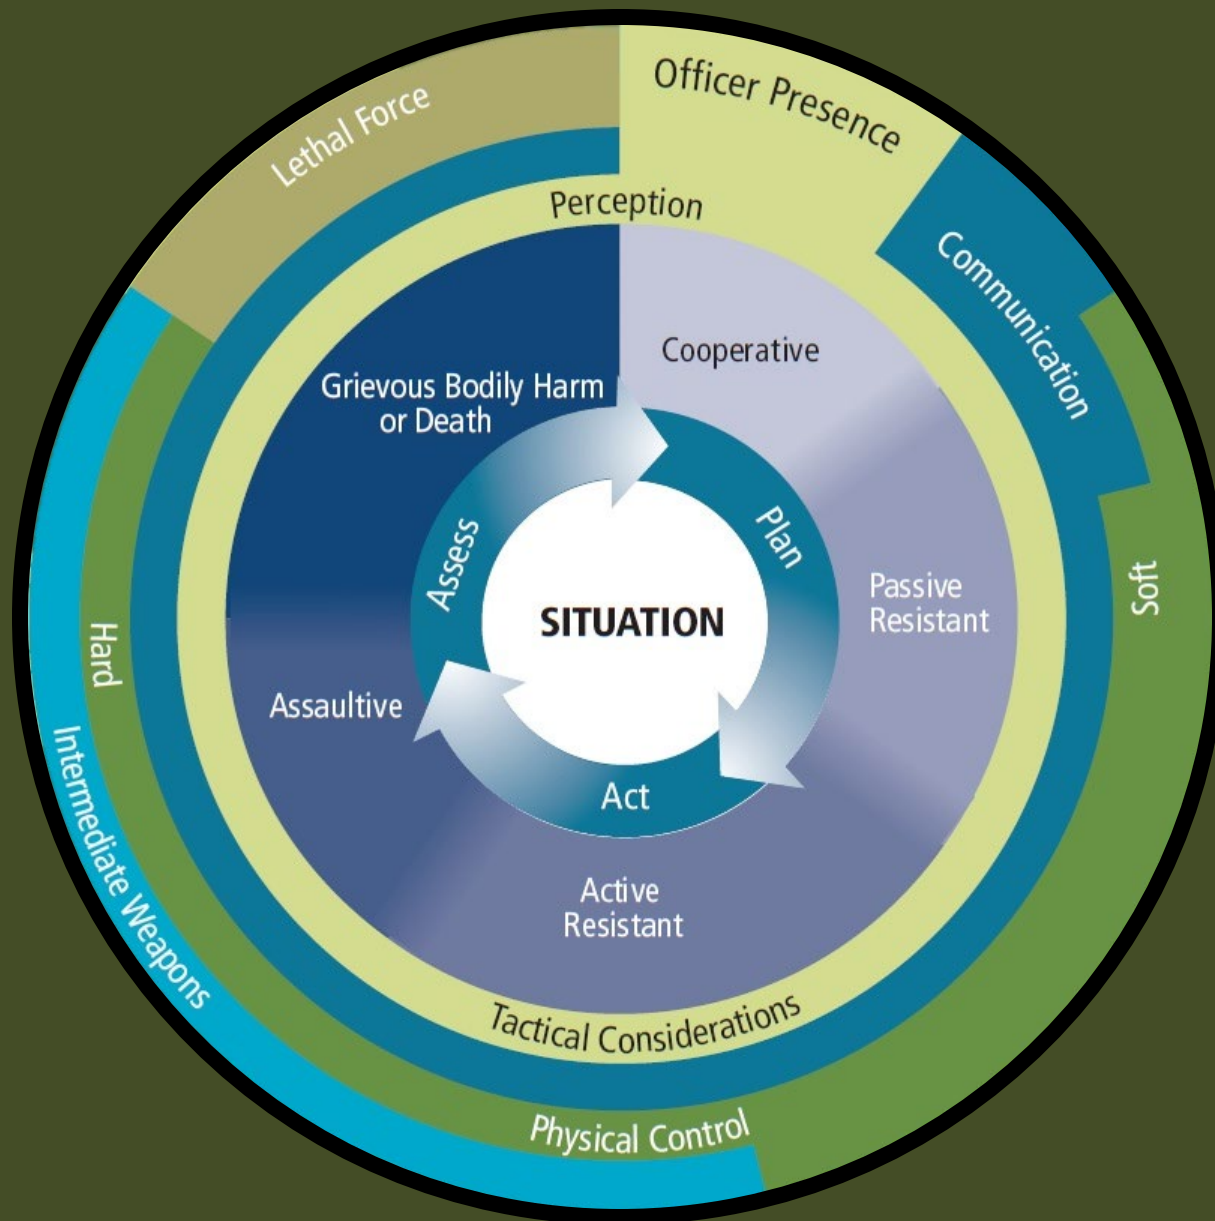 Officer Presence
Lethal Force
Perception
Communication
Cooperative
Grievous Bodily Harm
or Death
Plan
Assess
Passive
Resistant
Soft
SITUATION
Hard
Assaultive
Act
Intermediate Weapons
Active
Resistant
Tactical Considerations
Physical Control